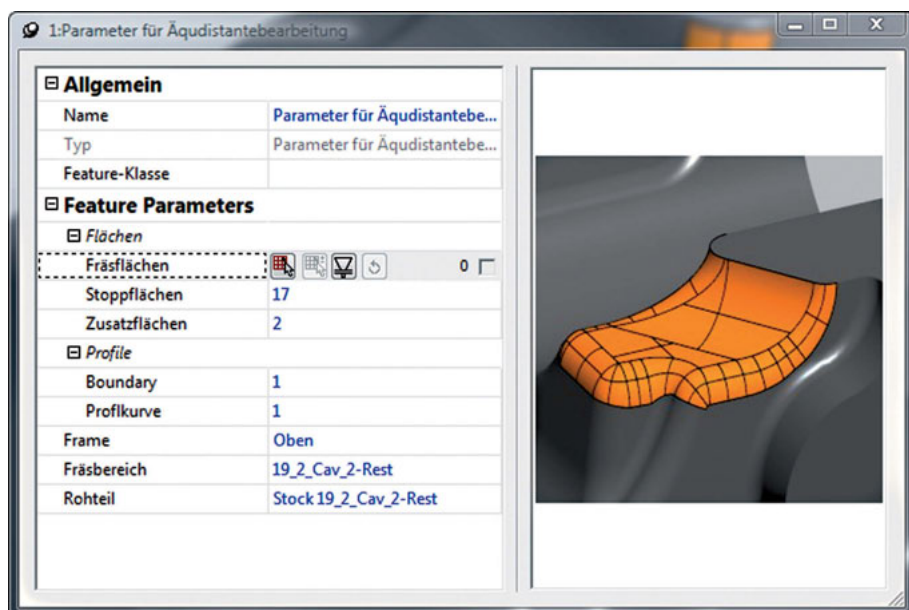 1:Parameter für Äqudistantebearbeitung
Allgemein
Name Parameter für Äqudistantebe...
Typ Parameter für Äqudistantebe...
Feature-Klasse
Feature Parameters
Flächen
Fräsflächen 0
Stoppflächen 17
Zusatzflächen 2
Profile
Boundary 1
Proflkurve 1
Frame Oben
Fräsbereich 19_2_Cav_2-Rest
Rohteil Stock 19_2_Cav_2-Rest